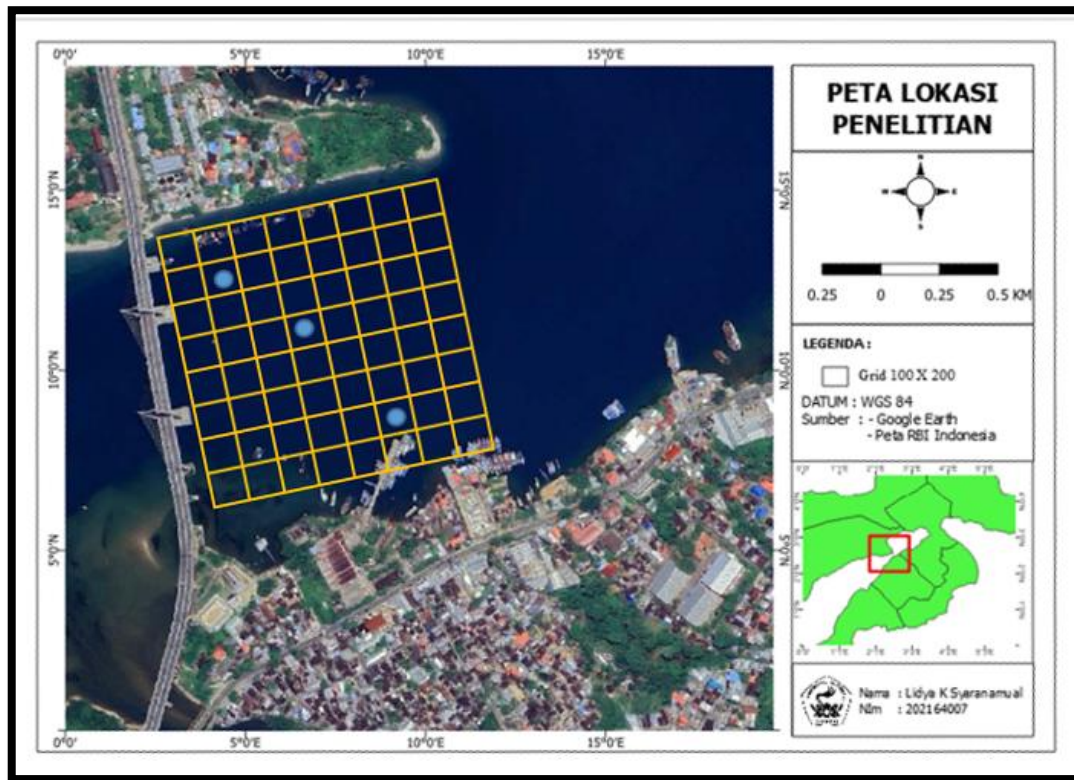 0°0'
5°0'E
10°0'E
15°0'E
15°0'N
10°0'N
5°0'N
15°0'N
10°0'N
5°0'N
0°0'
5°0'E
10°0'E
15°0'E
PETA LOKASI
PENELITIAN
N
W
E
S
0.25 0 0.25 0.5 KM
LEGENDA :
Grid 100 X 200
DATUM : WGS 84
Sumber : - Google Earth
- Peta RBI Indonesia
Nama : Lidya K Syaranamual
NIm : 202164007